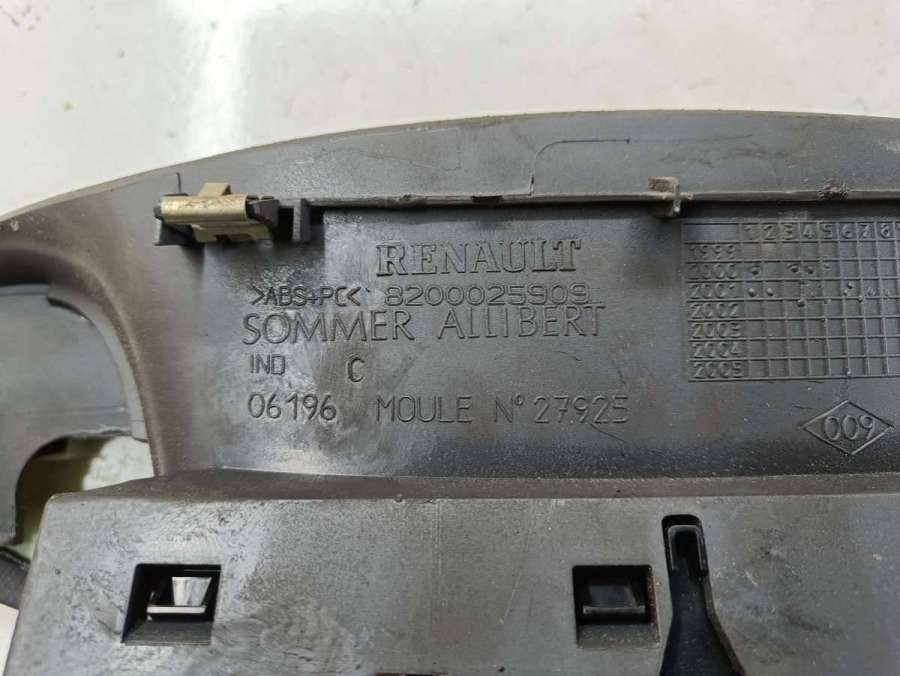 RENAULT
>ABS+PC< 8200025909
SOMMER ALLIBERT
IND C
06196 MOULE Nº 27925
1 2 3 4 5 6 7 8
1999
2000
2001
2002
2003
2004
2005
009